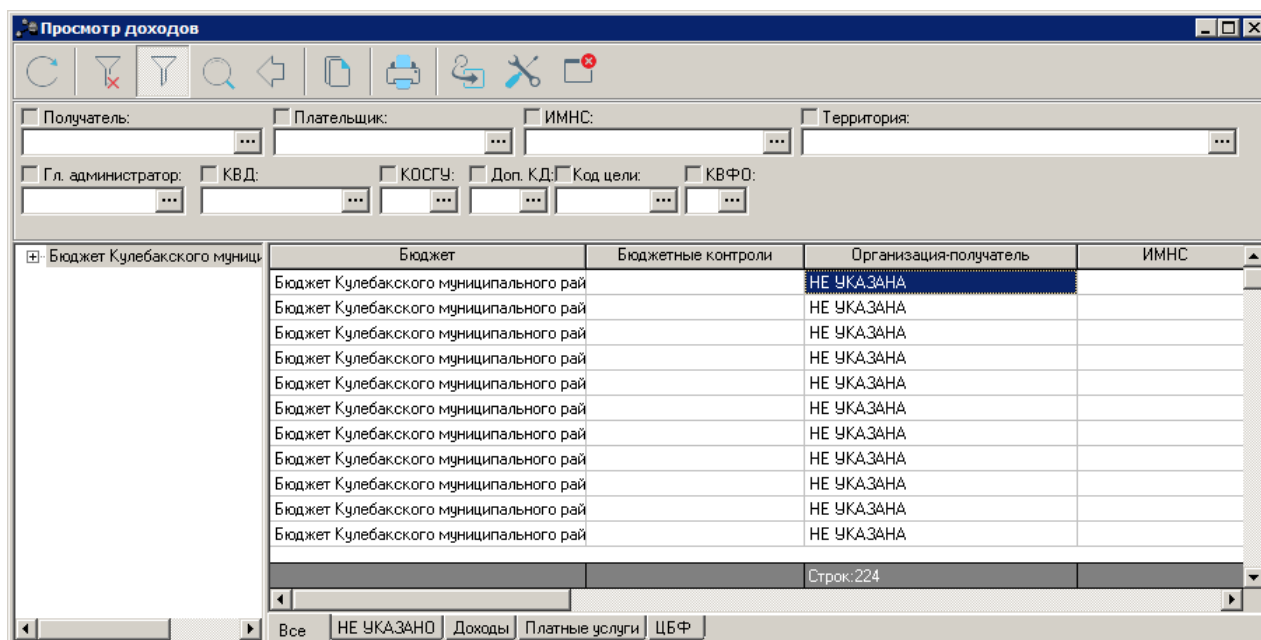 Просмотр доходов
Получатель: Плательщик: ИМНС: Территория:
Гл. администратор: КВД: КОСГУ: Доп. КД: Код цели: КВФО:
Бюджет Кулебакского муници
Бюджет Бюджетные контроли Организация-получатель ИМНС
Бюджет Кулебакского муниципального рай НЕ УКАЗАНА
Бюджет Кулебакского муниципального рай НЕ УКАЗАНА
Бюджет Кулебакского муниципального рай НЕ УКАЗАНА
Бюджет Кулебакского муниципального рай НЕ УКАЗАНА
Бюджет Кулебакского муниципального рай НЕ УКАЗАНА
Бюджет Кулебакского муниципального рай НЕ УКАЗАНА
Бюджет Кулебакского муниципального рай НЕ УКАЗАНА
Бюджет Кулебакского муниципального рай НЕ УКАЗАНА
Бюджет Кулебакского муниципального рай НЕ УКАЗАНА
Бюджет Кулебакского муниципального рай НЕ УКАЗАНА
Бюджет Кулебакского муниципального рай НЕ УКАЗАНА
Строк:224
Все НЕ УКАЗАНО Доходы Платные услуги ЦБФ